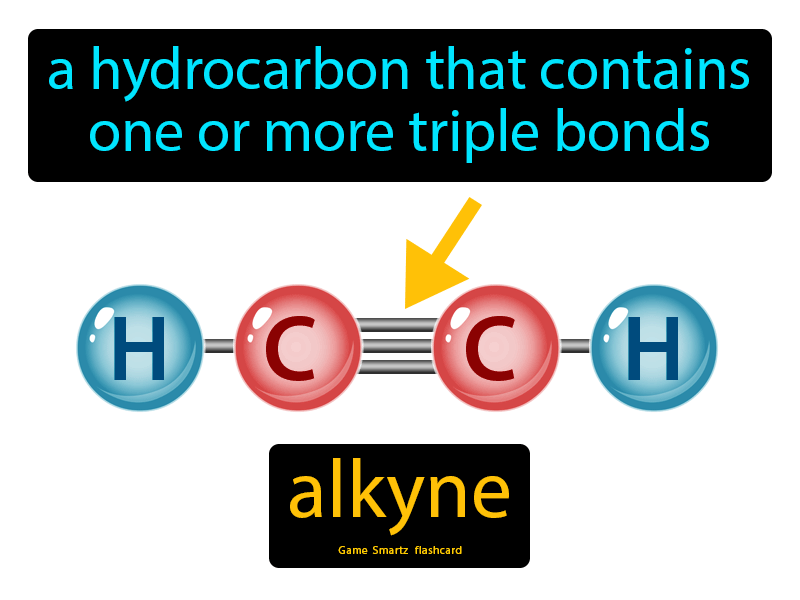 a hydrocarbon that contains
one or more triple bonds
H C C H
alkyne
Game Smartz flashcard